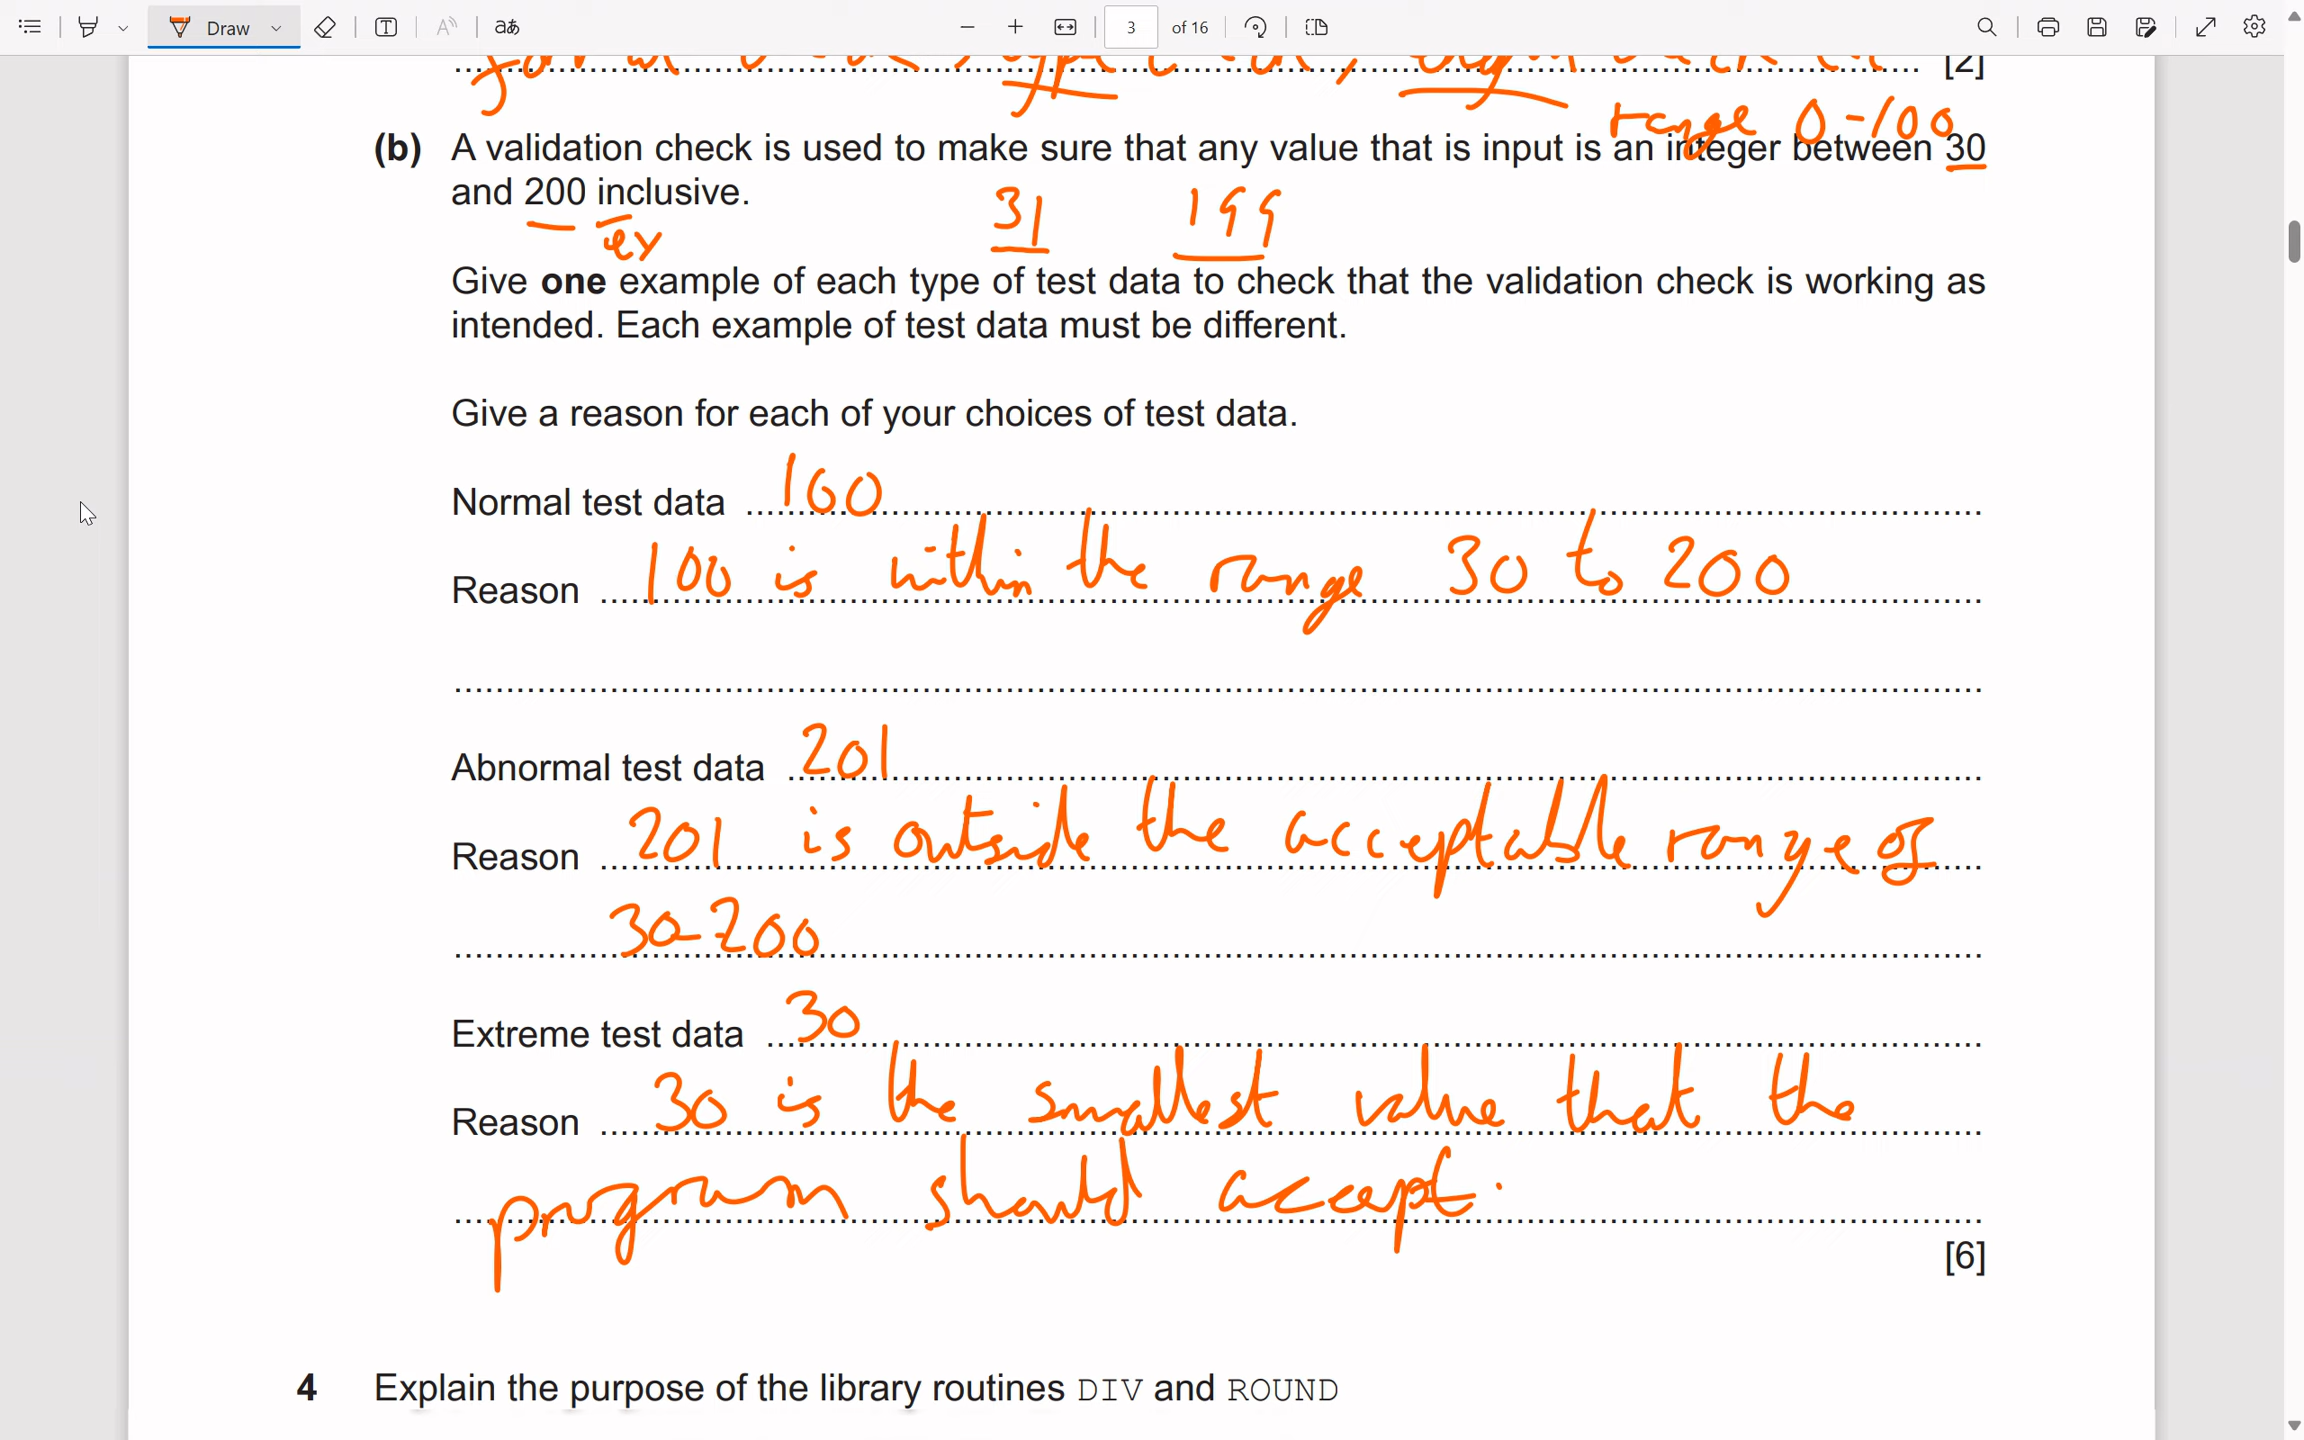 Draw
3 of 16
[2]
range 0-100
(b) A validation check is used to make sure that any value that is input is an integer between 30
and 200 inclusive.
ex 31 199
Give one example of each type of test data to check that the validation check is working as
intended. Each example of test data must be different.
Give a reason for each of your choices of test data.
Normal test data 100
Reason 100 is within the range 30 to 200
Abnormal test data 201
Reason 201 is outside the acceptable range of
30-200
Extreme test data 30
Reason 30 is the smallest value that the
program should accept.
[6]
4 Explain the purpose of the library routines DIV and ROUND